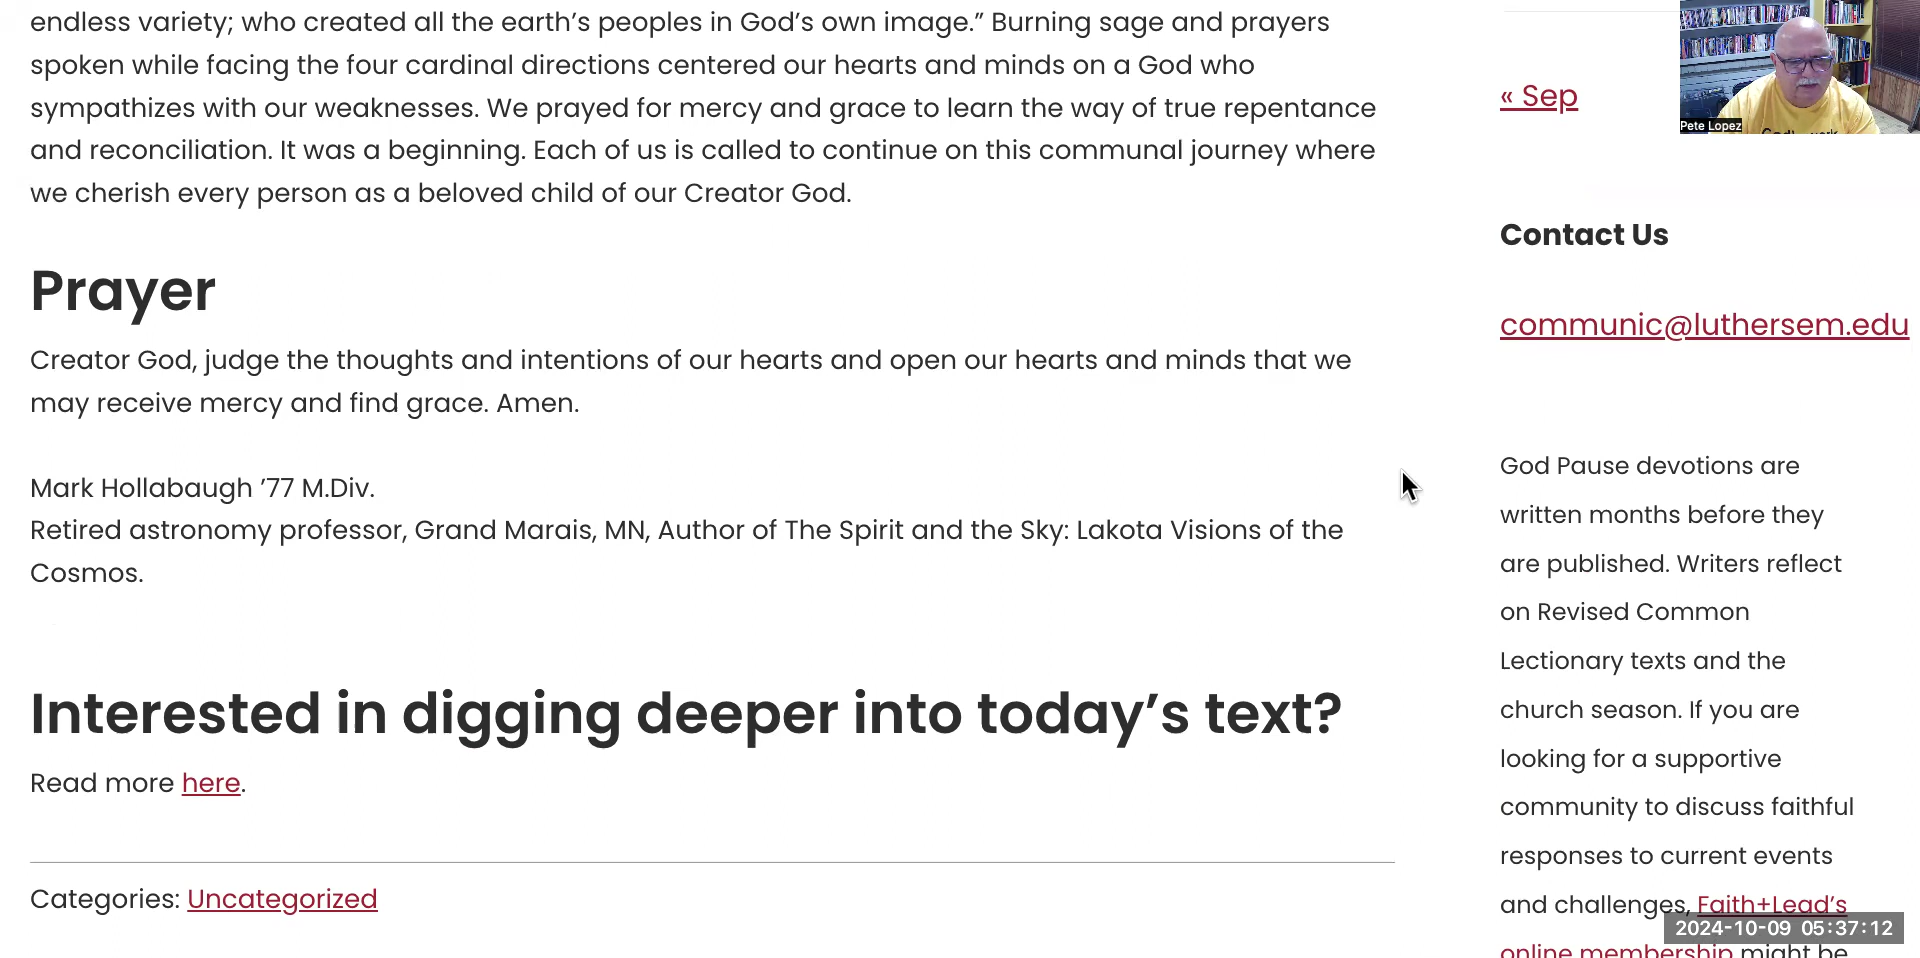 endless variety; who created all the earth’s peoples in God’s own image.” Burning sage and prayers
spoken while facing the four cardinal directions centered our hearts and minds on a God who
sympathizes with our weaknesses. We prayed for mercy and grace to learn the way of true repentance
and reconciliation. It was a beginning. Each of us is called to continue on this communal journey where
we cherish every person as a beloved child of our Creator God.
Prayer
Creator God, judge the thoughts and intentions of our hearts and open our hearts and minds that we
may receive mercy and find grace. Amen.
Mark Hollabaugh ’77 M.Div.
Retired astronomy professor, Grand Marais, MN, Author of The Spirit and the Sky: Lakota Visions of the
Cosmos.
Interested in digging deeper into today’s text?
Read more here.
Categories: Uncategorized
« Sep
Pete Lopez
Contact Us
communic@luthersem.edu
God Pause devotions are
written months before they
are published. Writers reflect
on Revised Common
Lectionary texts and the
church season. If you are
looking for a supportive
community to discuss faithful
responses to current events
and challenges, Faith+Lead’s
online membership might be
2024-10-09 05:37:12